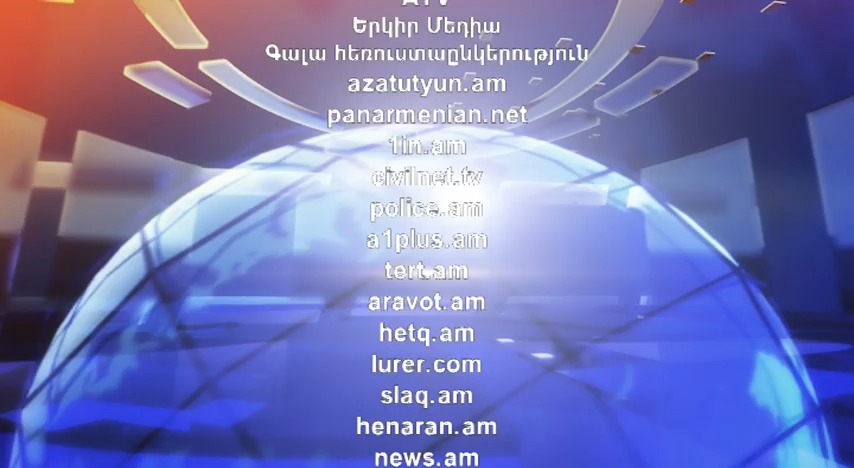 ATV
Երկիր Մեդիա
Գալա հեռուստաընկերություն
azatutyun.am
panarmenian.net
1in.am
civilnet.tv
police.am
a1plus.am
tert.am
aravot.am
hetq.am
lurer.com
slaq.am
henaran.am
news.am